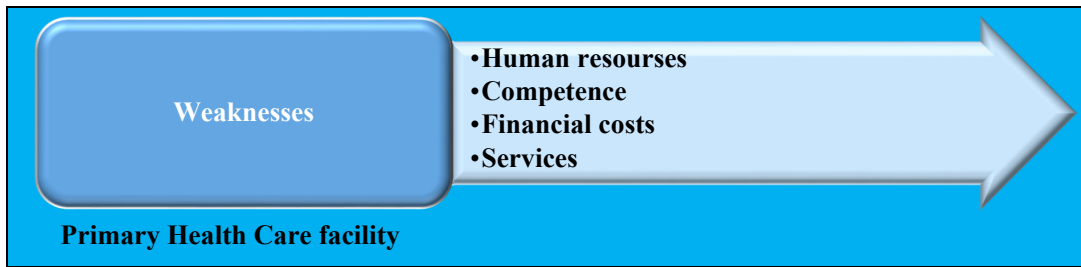 Weaknesses
•Human resourses
•Competence
•Financial costs
•Services
Primary Health Care facility